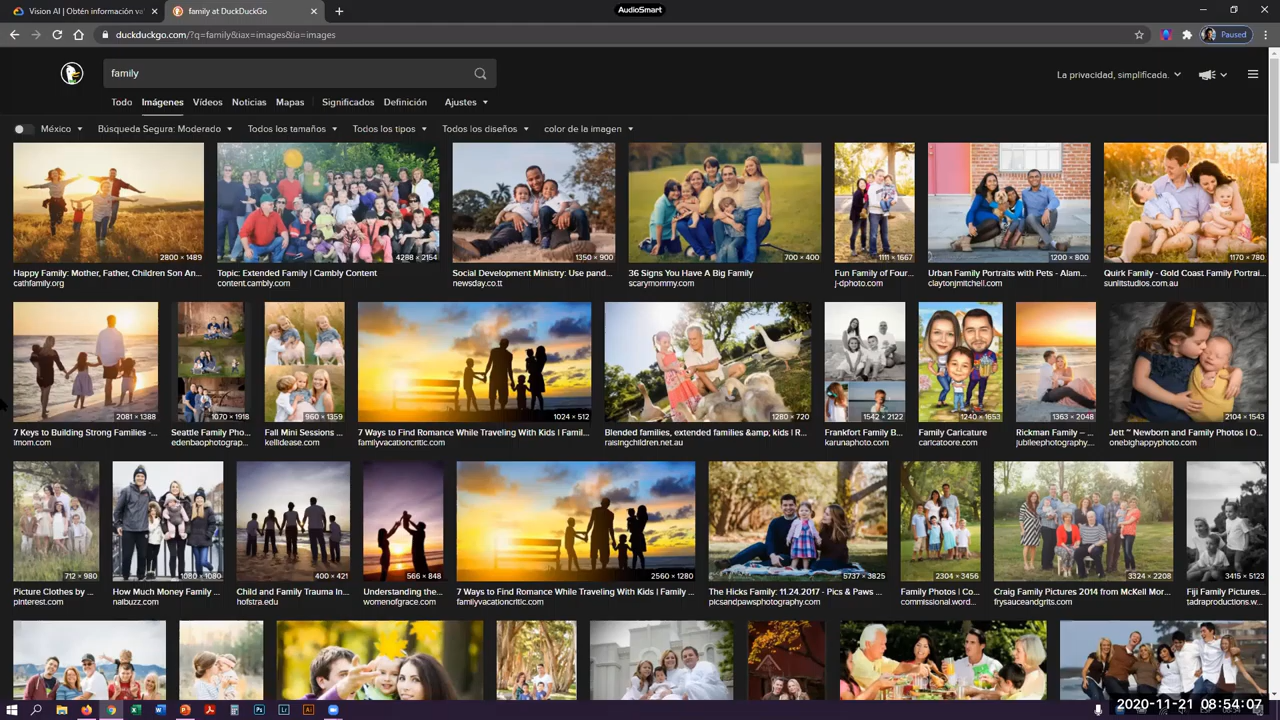 AudioSmart
Vision AI | Obtén información va
family at DuckDuckGo
duckduckgo.com/?q=family&iax=images&ia=images
Paused
family
La privacidad, simplificada.
Todo Imágenes Vídeos Noticias Mapas Significados Definición Ajustes
México Búsqueda Segura: Moderado Todos los tamaños Todos los tipos Todos los diseños color de la imagen
2800 × 1489
4288 × 2154
1350 × 900
700 × 400
1111 × 1667
1200 × 800
1170 × 780
Happy Family: Mother, Father, Children Son An...
cathfamily.org
Topic: Extended Family | Cambly Content
content.cambly.com
Social Development Ministry: Use pand...
newsday.co.tt
36 Signs You Have A Big Family
scarymommy.com
Fun Family of Four...
j-dphoto.com
Urban Family Portraits with Pets - Alam...
claytonjmitchell.com
Quirk Family - Gold Coast Family Portrai...
sunlitstudios.com.au
2081 × 1388
1070 × 1918
960 × 1359
1024 × 512
1280 × 720
1542 × 2122
1240 × 1653
1363 × 2048
2104 × 1543
7 Keys to Building Strong Families -...
imom.com
Seattle Family Pho...
edenbaophotograp...
Fall Mini Sessions ...
kellidease.com
7 Ways to Find Romance While Traveling With Kids | Famil...
familyvacationcritic.com
Blended families, extended families &amp; kids | R...
raisingchildren.net.au
Frankfort Family B...
karunaphoto.com
Family Caricature
caricatoore.com
Rickman Family – ...
jubileephotography....
Jett ~ Newborn and Family Photos | O...
onebighappyphoto.com
712 × 980
1080 × 1080
400 × 421
566 × 848
2560 × 1280
5737 × 3825
2304 × 3456
3324 × 2208
3415 × 5123
Picture Clothes by ...
pinterest.com
How Much Money Family ...
naibuzz.com
Child and Family Trauma In...
hofstra.edu
Understanding the...
womenofgrace.com
7 Ways to Find Romance While Traveling With Kids | Family ...
familyvacationcritic.com
The Hicks Family: 11.24.2017 - Pics & Paws ...
picsandpawsphotography.com
Family Photos | Co...
commissional.word...
Craig Family Pictures 2014 from McKell Mor...
frysauceandgrits.com
Fiji Family Pictures...
tadraproductions.w...
2020-11-21 08:54:07